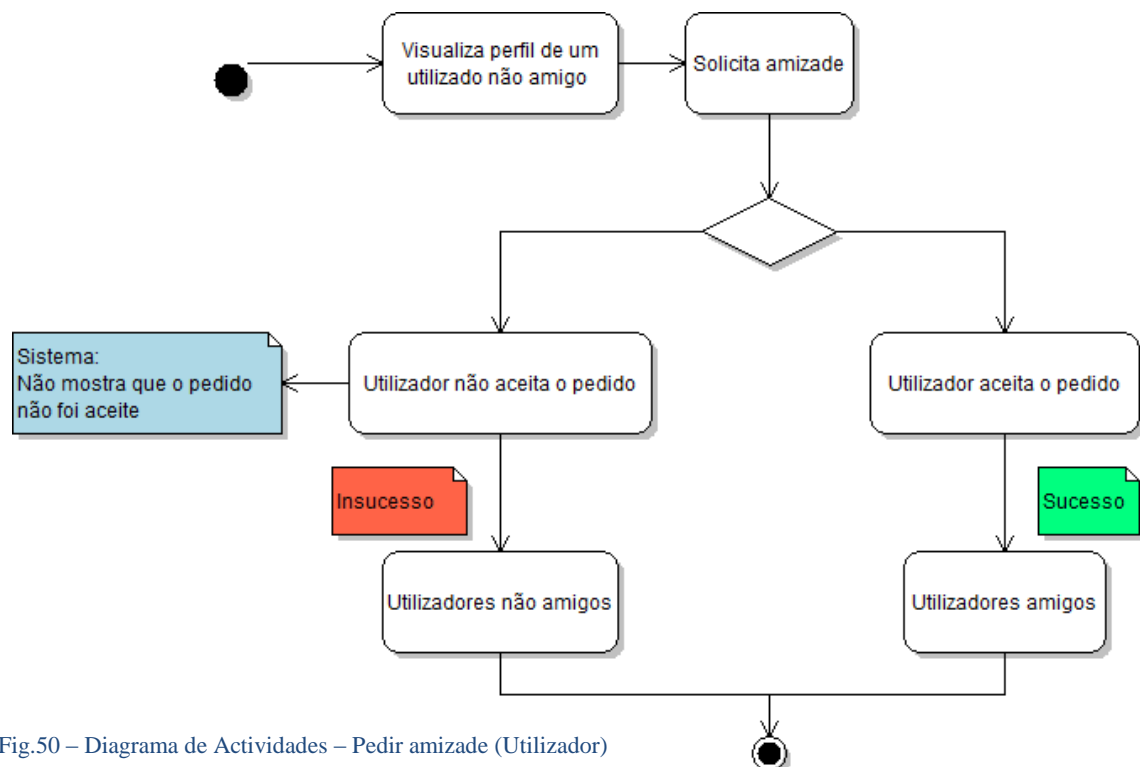 Visualiza perfil de um
utilizado não amigo
Solicita amizade
Sistema:
Não mostra que o pedido
não foi aceite
Utilizador não aceita o pedido
Utilizador aceita o pedido
Insucesso
Sucesso
Utilizadores não amigos
Utilizadores amigos
Fig.50 – Diagrama de Actividades – Pedir amizade (Utilizador)